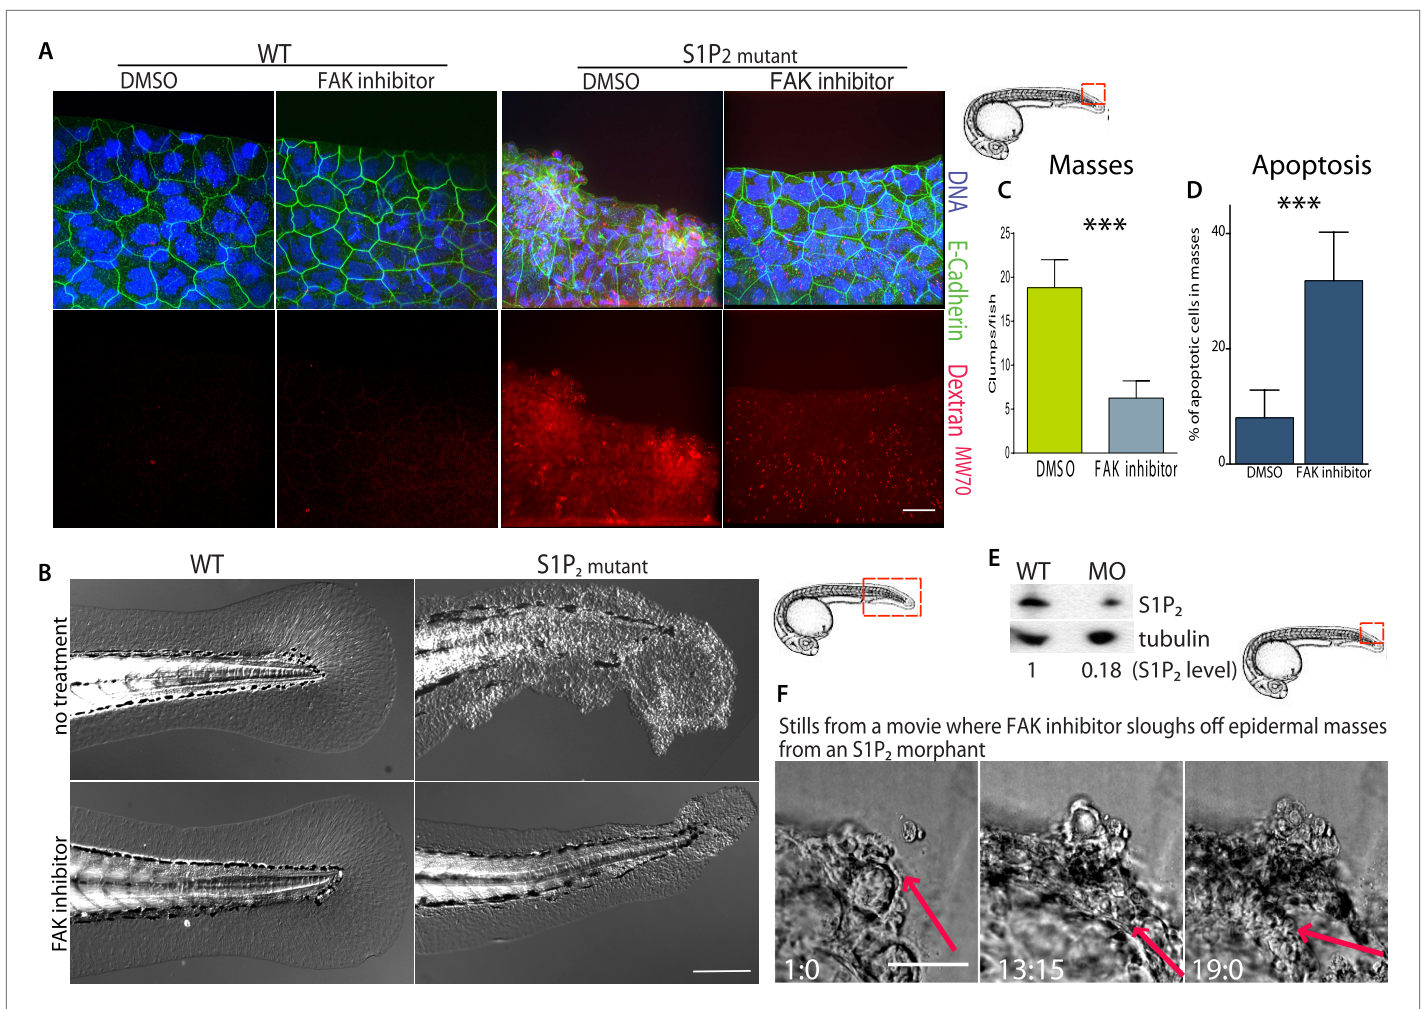 A
WT
S1P2 mutant
DMSO
FAK inhibitor
DMSO
FAK inhibitor
DNA
E-Cadherin
Dextran MW70
C
Masses
***
Clumps/fish
25
20
15
10
5
0
DMSO
FAK inhibitor
D
Apoptosis
***
% of apoptotic cells in masses
40
20
0
DMSO
FAK inhibitor
B
WT
S1P₂ mutant
no treatment
FAK inhibitor
E
WT MO
S1P₂
tubulin
1 0.18 (S1P₂ level)
F
Stills from a movie where FAK inhibitor sloughs off epidermal masses
from an S1P₂ morphant
1:0
13:15
19:0